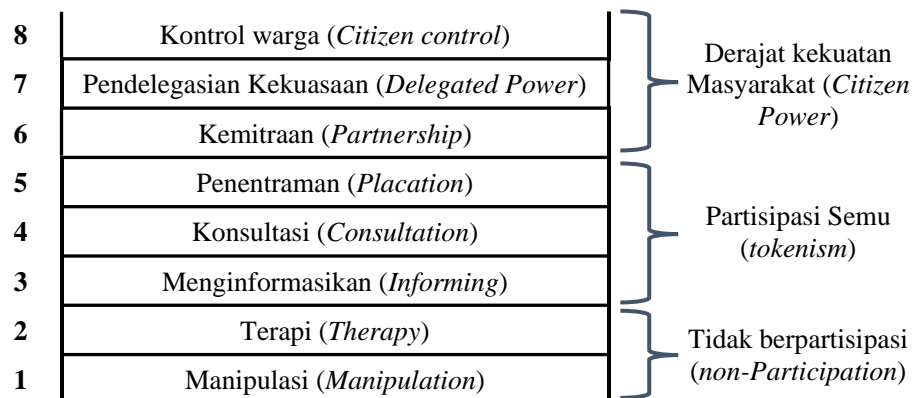 8 Kontrol warga (Citizen control)
7 Pendelegasian Kekuasaan (Delegated Power)
6 Kemitraan (Partnership)
Derajat kekuatan
Masyarakat (Citizen
Power)
5 Penentraman (Placation)
4 Konsultasi (Consultation)
3 Menginformasikan (Informing)
Partisipasi Semu
(tokenism)
2 Terapi (Therapy)
1 Manipulasi (Manipulation)
Tidak berpartisipasi
(non-Participation)